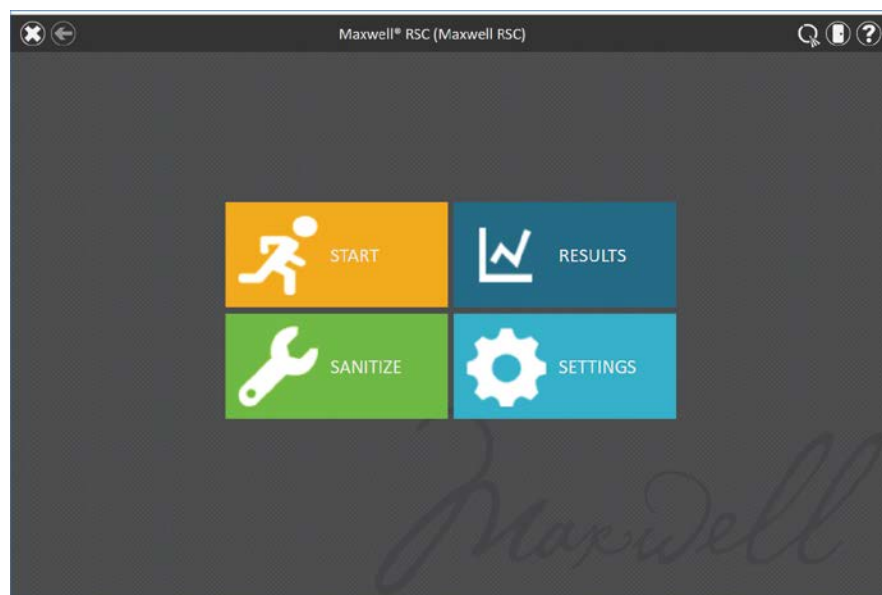 Maxwell® RSC (Maxwell RSC)
START
RESULTS
SANITIZE
SETTINGS
Maxwell